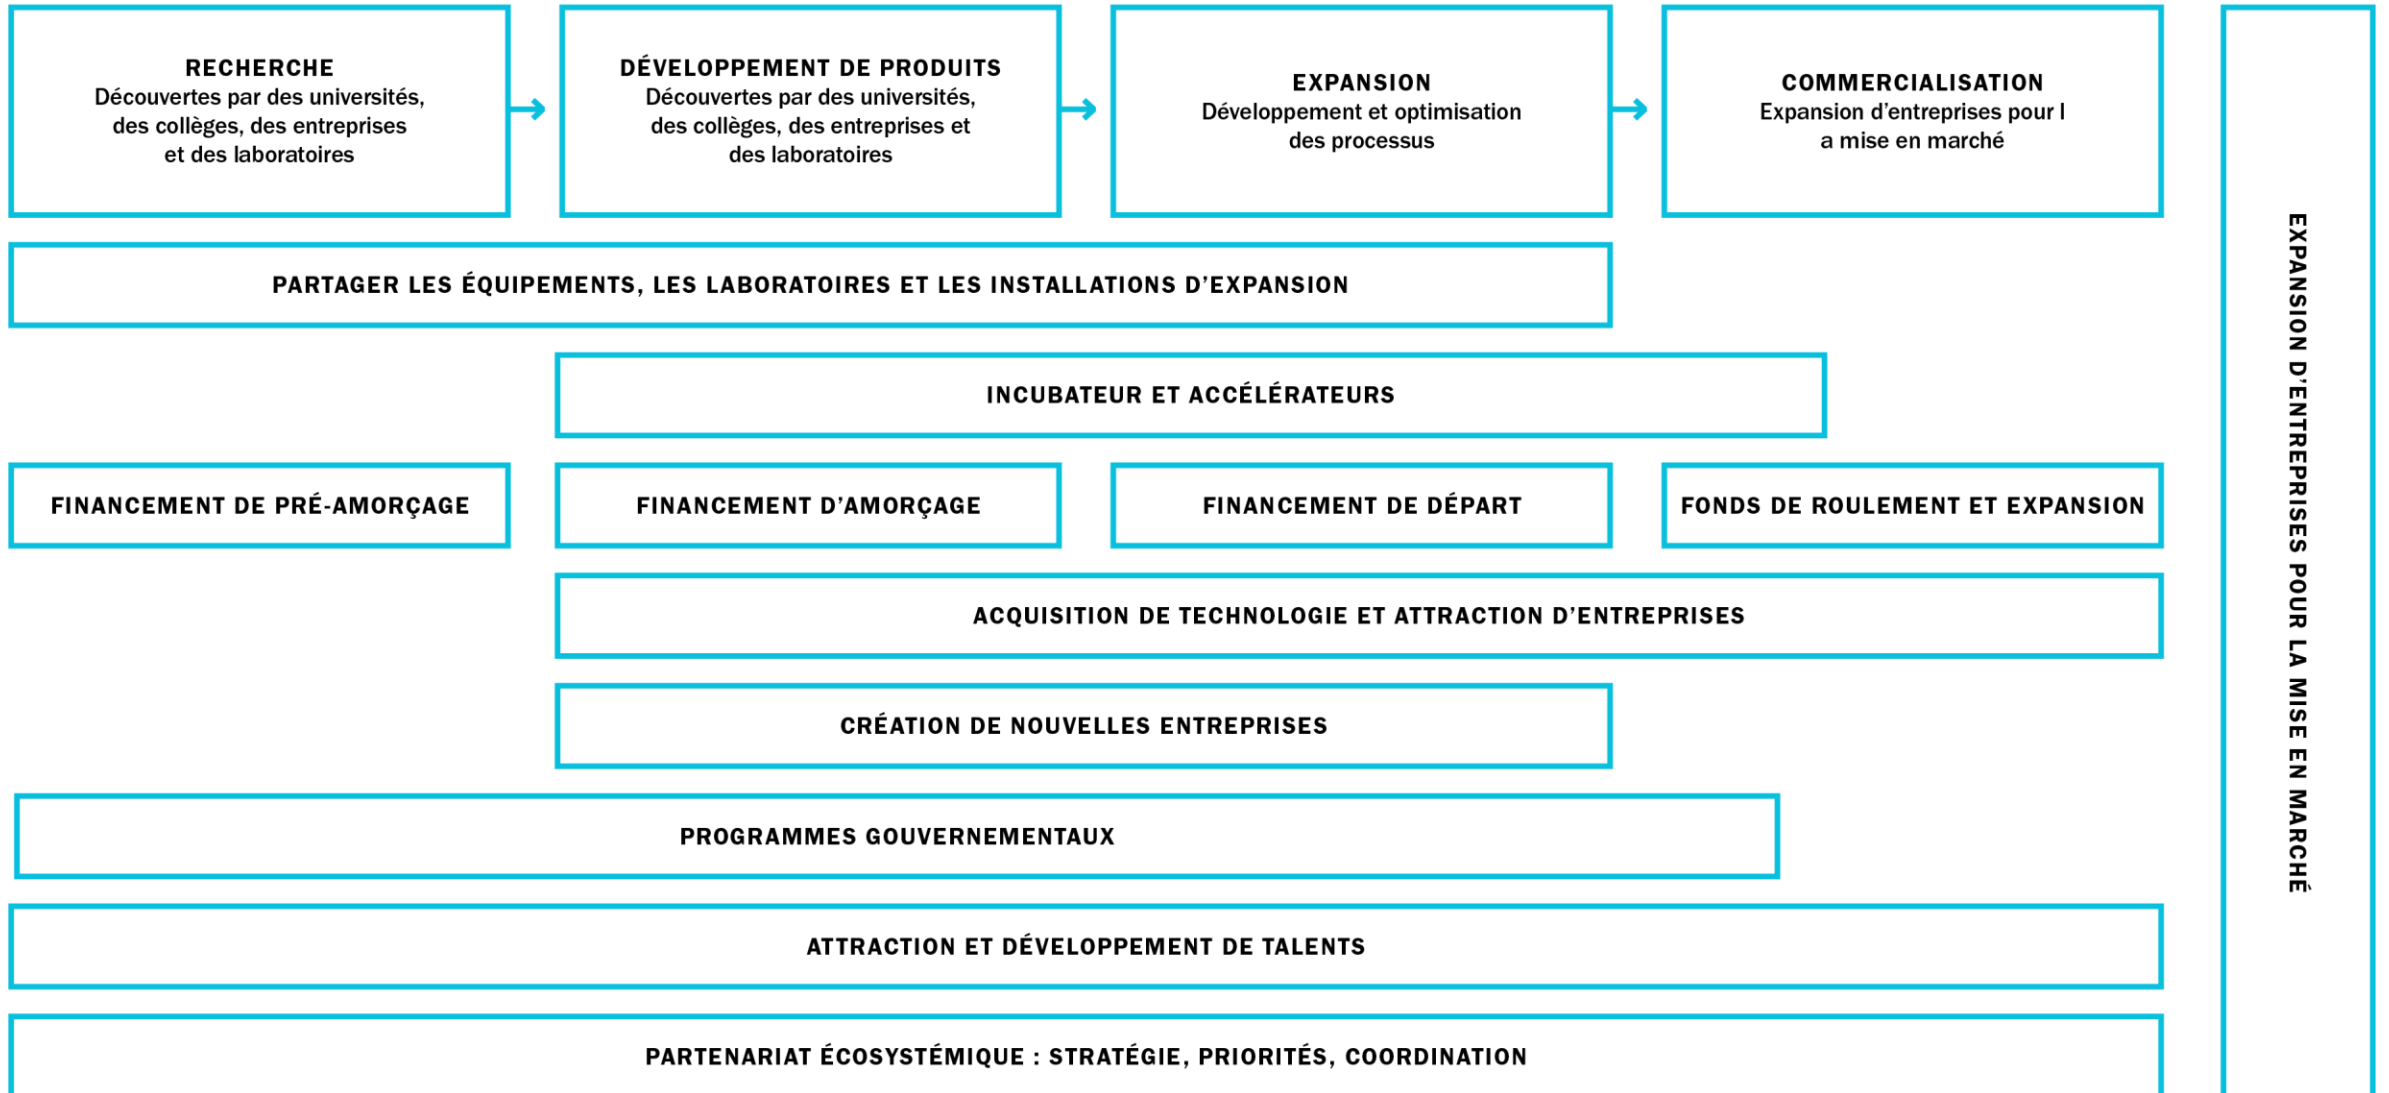 RECHERCHE
Découvertes par des universités,
des collèges, des entreprises
et des laboratoires
DÉVELOPPEMENT DE PRODUITS
Découvertes par des universités,
des collèges, des entreprises et
des laboratoires
EXPANSION
Développement et optimisation
des processus
COMMERCIALISATION
Expansion d’entreprises pour l
a mise en marché
PARTAGER LES ÉQUIPEMENTS, LES LABORATOIRES ET LES INSTALLATIONS D’EXPANSION
INCUBATEUR ET ACCÉLÉRATEURS
FINANCEMENT DE PRÉ-AMORÇAGE
FINANCEMENT D’AMORÇAGE
FINANCEMENT DE DÉPART
FONDS DE ROULEMENT ET EXPANSION
ACQUISITION DE TECHNOLOGIE ET ATTRACTION D’ENTREPRISES
CRÉATION DE NOUVELLES ENTREPRISES
PROGRAMMES GOUVERNEMENTAUX
ATTRACTION ET DÉVELOPPEMENT DE TALENTS
PARTENARIAT ÉCOSYSTÉMIQUE : STRATÉGIE, PRIORITÉS, COORDINATION
EXPANSION D’ENTREPRISES POUR LA MISE EN MARCHÉ